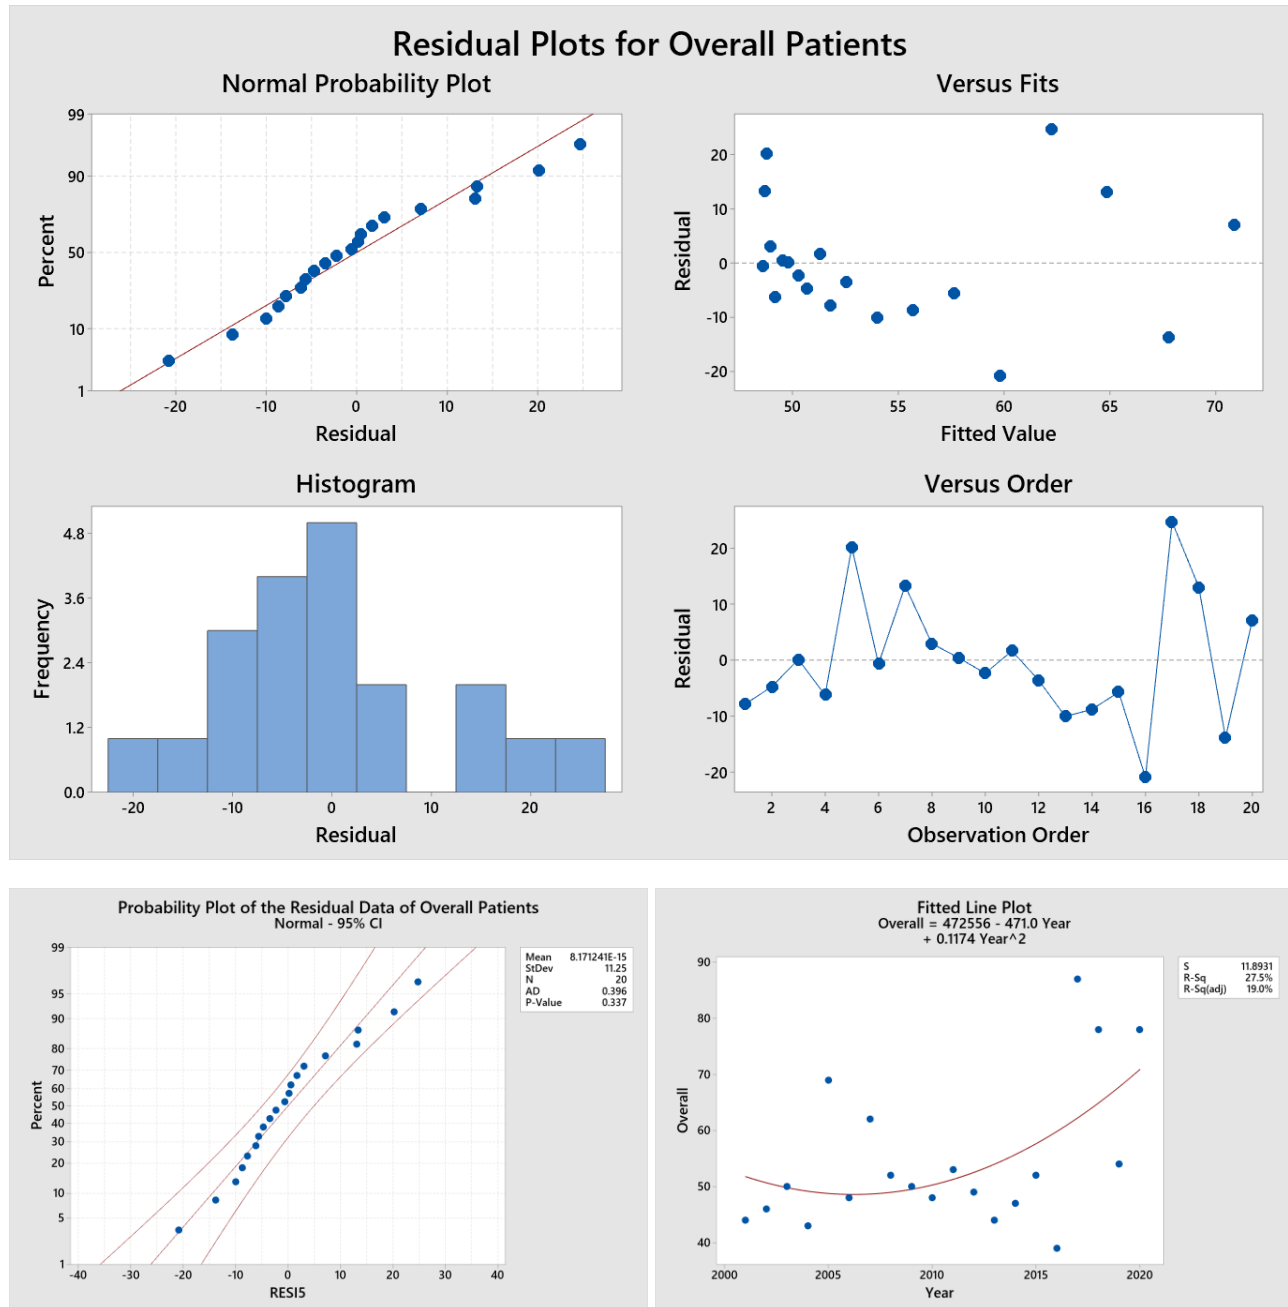 Residual Plots for Overall Patients
Normal Probability Plot
99
90
50
10
1
Percent
-20
-10
0
10
20
Residual
Versus Fits
20
10
0
-10
-20
Residual
50
55
60
65
70
Fitted Value
Histogram
4.8
3.6
2.4
1.2
0.0
Frequency
-20
-10
0
10
20
Residual
Versus Order
20
10
0
-10
-20
Residual
2
4
6
8
10
12
14
16
18
20
Observation Order
Probability Plot of the Residual Data of Overall Patients
Normal - 95% CI
99
95
90
80
70
60
50
40
30
20
10
5
1
Percent
-40
-30
-20
-10
0
10
20
30
40
RESI5
Mean 8.171241E-15
StDev 11.25
N 20
AD 0.396
P-Value 0.337
Fitted Line Plot
Overall = 472556 - 471.0 Year
+ 0.1174 Year^2
90
80
70
60
50
40
Overall
2000
2005
2010
2015
2020
Year
S 11.8931
R-Sq 27.5%
R-Sq(adj) 19.0%